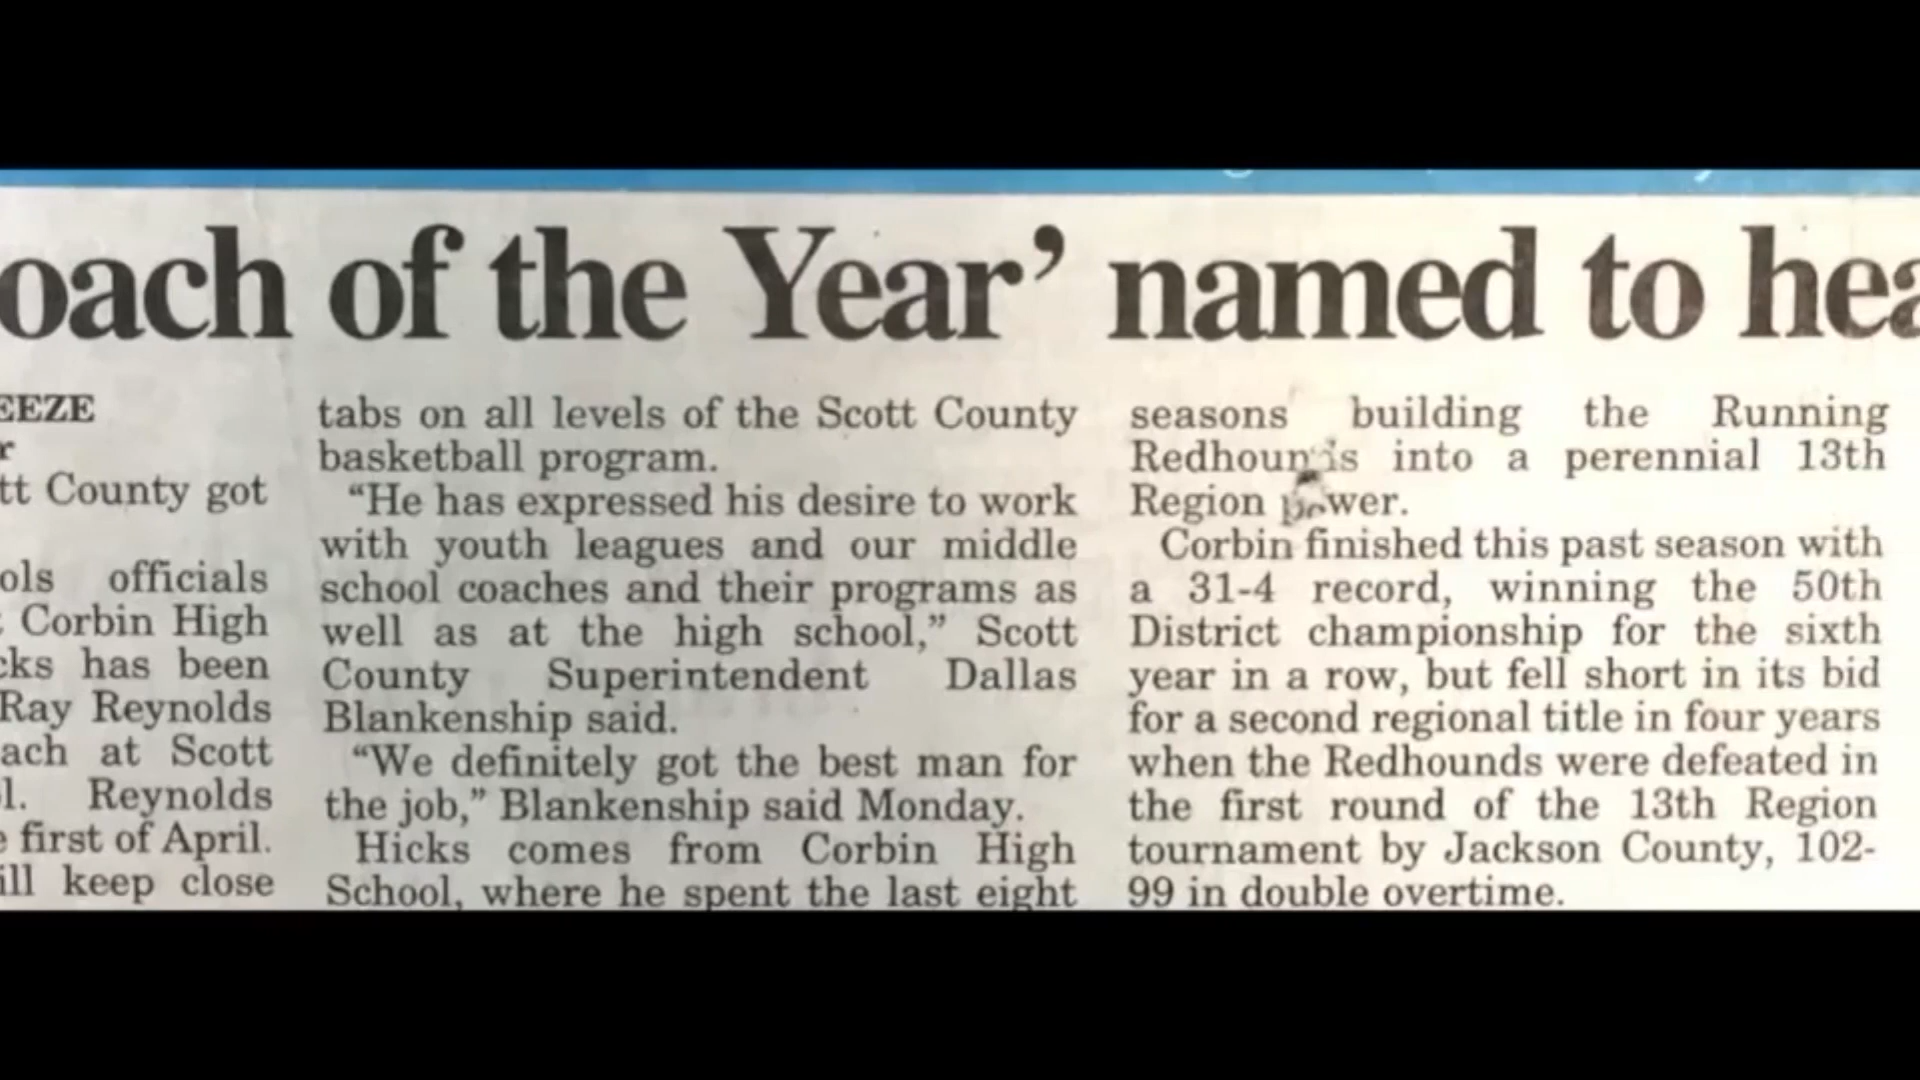 oach of the Year’ named to hea
EEZE
r
tt County got
ols officials
Corbin High
cks has been
Ray Reynolds
ach at Scott
l. Reynolds
e first of April.
ill keep close
tabs on all levels of the Scott County
basketball program.
“He has expressed his desire to work
with youth leagues and our middle
school coaches and their programs as
well as at the high school,” Scott
County Superintendent Dallas
Blankenship said.
“We definitely got the best man for
the job,” Blankenship said Monday.
Hicks comes from Corbin High
School, where he spent the last eight
seasons building the Running
Redhounds into a perennial 13th
Region power.
Corbin finished this past season with
a 31-4 record, winning the 50th
District championship for the sixth
year in a row, but fell short in its bid
for a second regional title in four years
when the Redhounds were defeated in
the first round of the 13th Region
tournament by Jackson County, 102-
99 in double overtime.